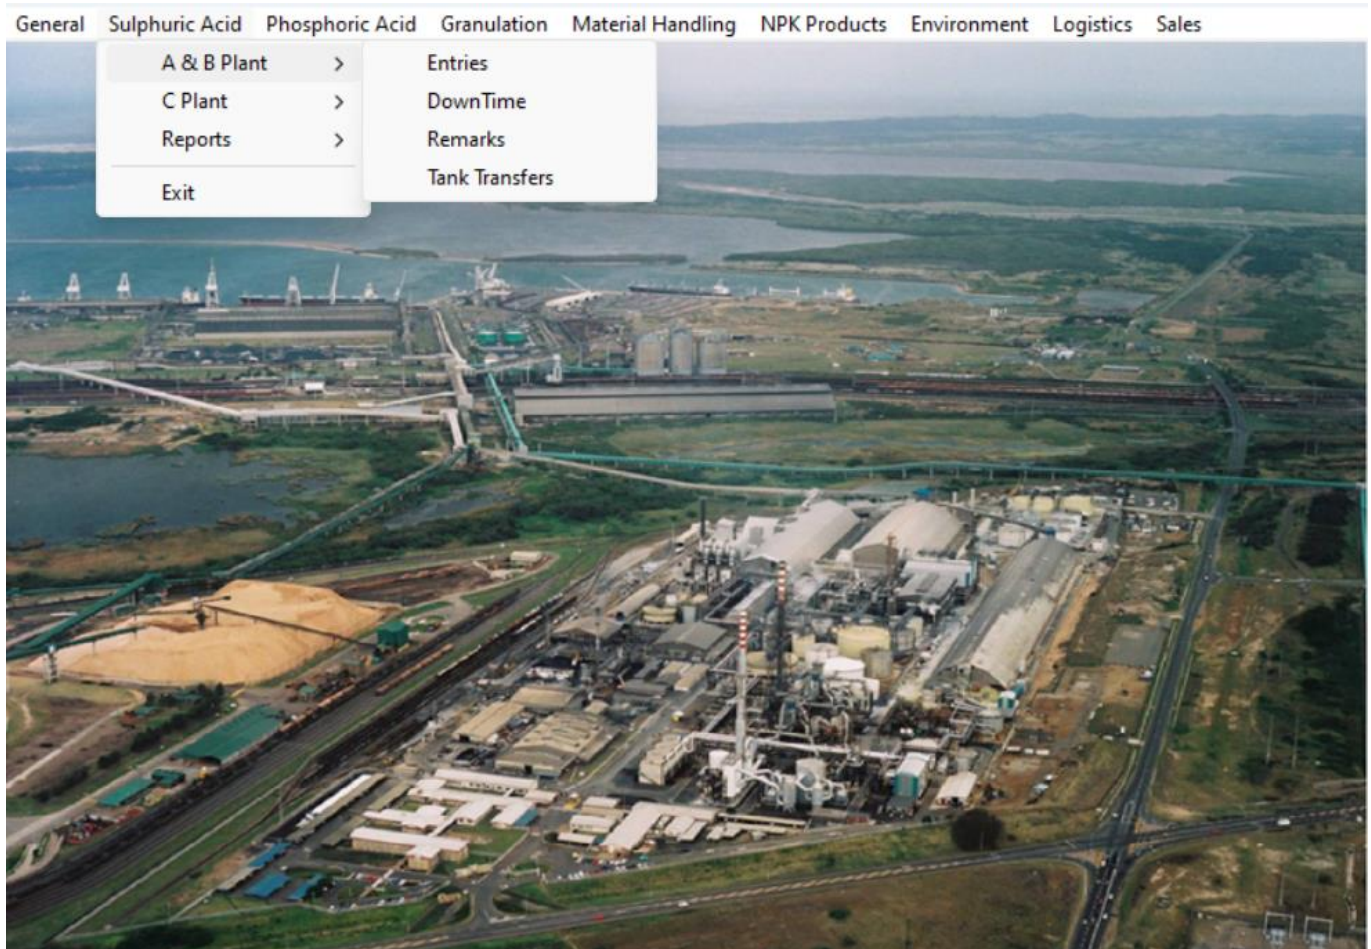 General Sulphuric Acid Phosphoric Acid Granulation Material Handling NPK Products Environment Logistics Sales
A & B Plant
C Plant
Reports
Exit
Entries
DownTime
Remarks
Tank Transfers